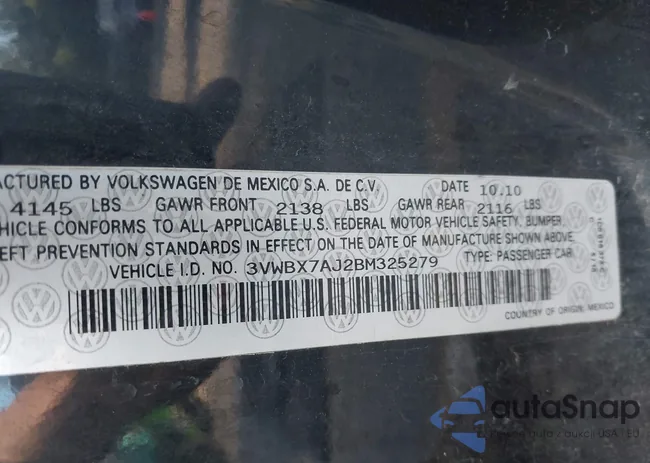 ACTURED BY VOLKSWAGEN DE MEXICO S.A. DE C.V. DATE 10.10
4145 LBS GAWR FRONT 2138 LBS GAWR REAR 2116 LBS
EHICLE CONFORMS TO ALL APPLICABLE U.S. FEDERAL MOTOR VEHICLE SAFETY, BUMPER,
EFT PREVENTION STANDARDS IN EFFECT ON THE DATE OF MANUFACTURE SHOWN ABOVE.
VEHICLE I.D. NO. 3VWBX7AJ2BM325279 TYPE: PASSENGER CAR
COUNTRY OF ORIGIN: MEXICO
autaSnap